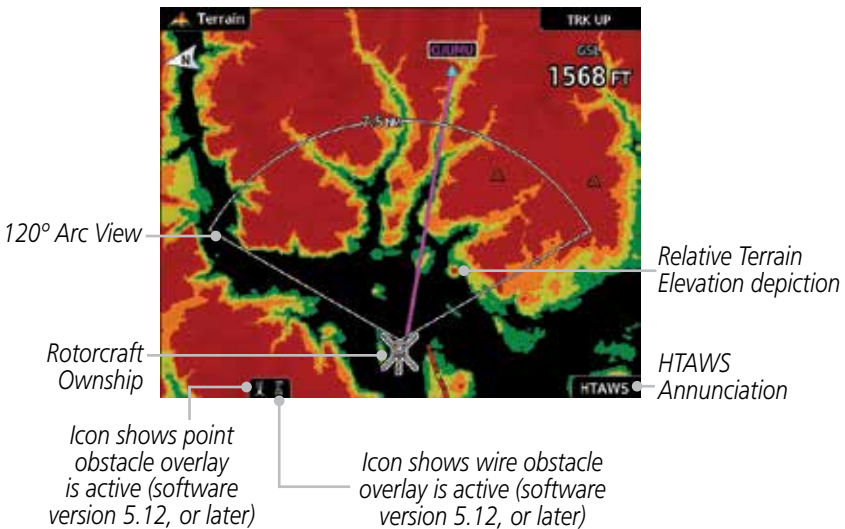 Terrain
TRK UP
N
GSL
1568 FT
7.5 NM
120º Arc View
Relative Terrain
Elevation depiction
Rotorcraft
Ownship
HTAWS
Annunciation
HTAWS
Icon shows point
obstacle overlay
is active (software
version 5.12, or later)
Icon shows wire obstacle
overlay is active (software
version 5.12, or later)